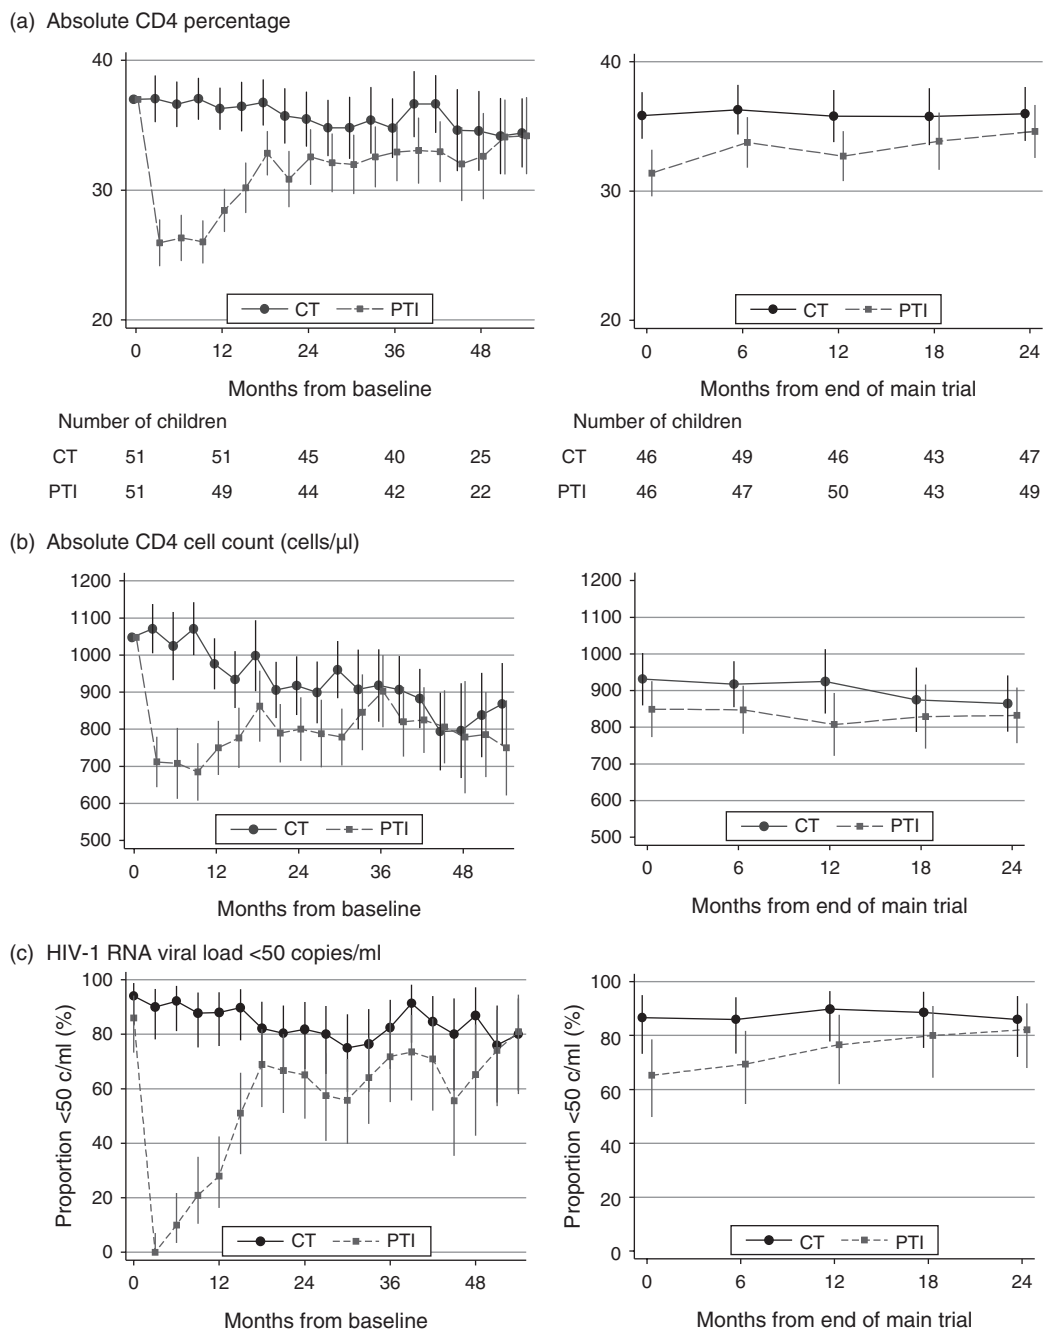 (a) Absolute CD4 percentage
40
30
20
CT PTI
0 12 24 36 48
Months from baseline
40
30
20
CT PTI
0 6 12 18 24
Months from end of main trial
Number of children
CT 51 51 45 40 25
PTI 51 49 44 42 22
Number of children
CT 46 49 46 43 47
PTI 46 47 50 43 49
(b) Absolute CD4 cell count (cells/µl)
1200
1100
1000
900
800
700
600
500
CT PTI
0 12 24 36 48
Months from baseline
1200
1100
1000
900
800
700
600
500
CT PTI
0 6 12 18 24
Months from end of main trial
(c) HIV-1 RNA viral load <50 copies/ml
Proportion <50 c/ml (%)
100
80
60
40
20
0
CT PTI
0 12 24 36 48
Months from baseline
Proportion <50 c/ml (%)
100
80
60
40
20
0
CT PTI
0 6 12 18 24
Months from end of main trial